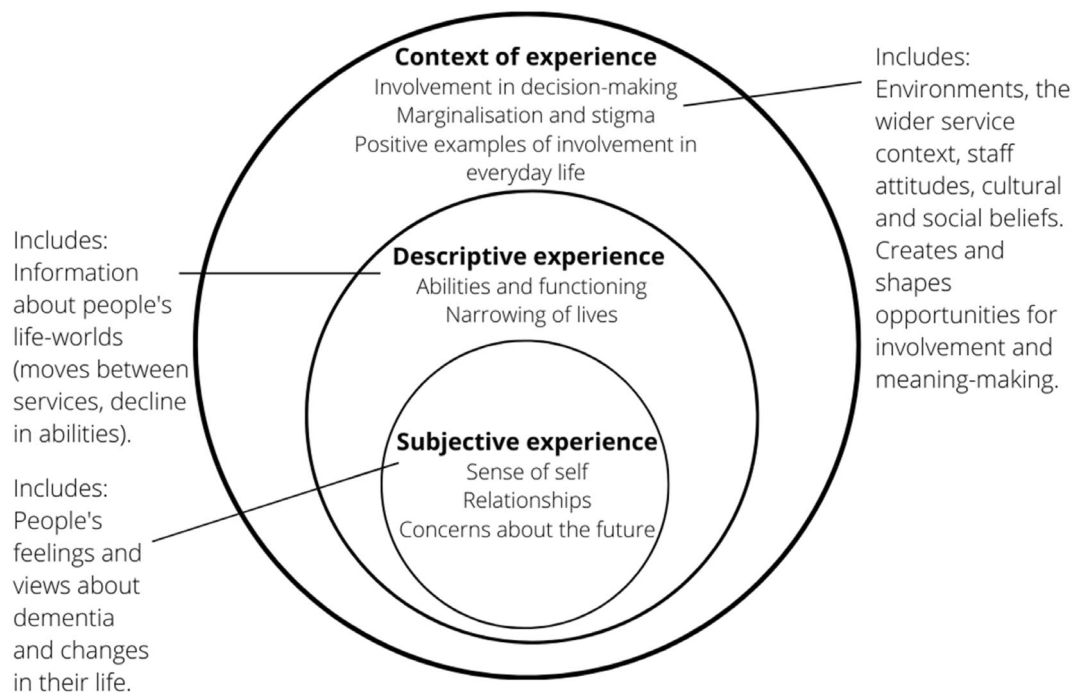 Context of experience
Involvement in decision-making
Marginalisation and stigma
Positive examples of involvement in
everyday life
Includes:
Environments, the
wider service
context, staff
attitudes, cultural
and social beliefs.
Creates and
shapes
opportunities for
involvement and
meaning-making.
Includes:
Information
about people's
life-worlds
(moves between
services, decline
in abilities).
Descriptive experience
Abilities and functioning
Narrowing of lives
Subjective experience
Sense of self
Relationships
Concerns about the future
Includes:
People's
feelings and
views about
dementia
and changes
in their life.